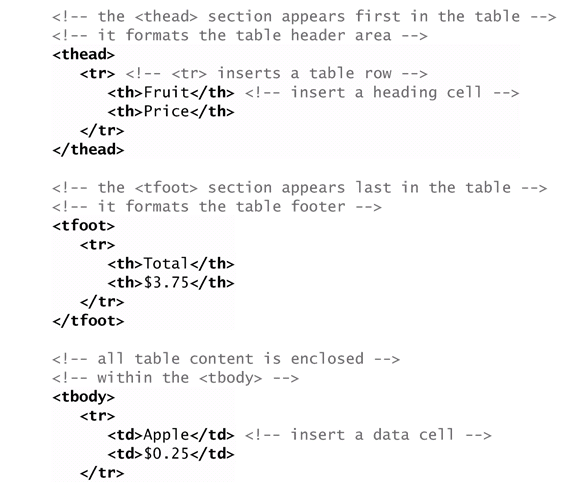 <!-- the <thead> section appears first in the table -->
<!-- it formats the table header area -->
<thead>
<tr> <!-- <tr> inserts a table row -->
<th>Fruit</th> <!-- insert a heading cell -->
<th>Price</th>
</tr>
</thead>
<!-- the <tfoot> section appears last in the table -->
<!-- it formats the table footer -->
<tfoot>
<tr>
<th>Total</th>
<th>$3.75</th>
</tr>
</tfoot>
<!-- all table content is enclosed -->
<!-- within the <tbody> -->
<tbody>
<tr>
<td>Apple</td> <!-- insert a data cell -->
<td>$0.25</td>
</tr>